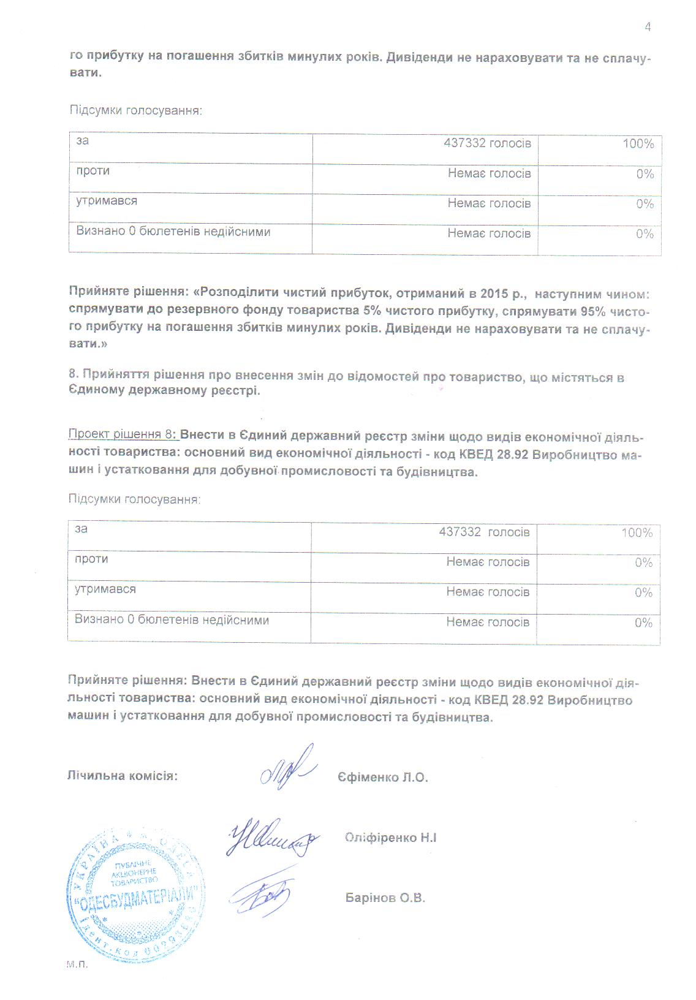 4
го прибутку на погашення збитків минулих років. Дивіденди не нараховувати та не сплачу-
вати.
Підсумки голосування:
за 437332 голосів 100%
проти Немає голосів 0%
утримався Немає голосів 0%
Визнано 0 бюлетенів недійсними Немає голосів 0%
Прийняте рішення: «Розподілити чистий прибуток, отриманий в 2015 р., наступним чином:
спрямувати до резервного фонду товариства 5% чистого прибутку, спрямувати 95% чисто-
го прибутку на погашення збитків минулих років. Дивіденди не нараховувати та не сплачу-
вати.»
8. Прийняття рішення про внесення змін до відомостей про товариство, що містяться в
Єдиному державному реєстрі.
Проект рішення 8: Внести в Єдиний державний реєстр зміни щодо видів економічної діяль-
ності товариства: основний вид економічної діяльності - код КВЕД 28.92 Виробництво ма-
шин і устатковання для добувної промисловості та будівництва.
Підсумки голосування:
за 437332 голосів 100%
проти Немає голосів 0%
утримався Немає голосів 0%
Визнано 0 бюлетенів недійсними Немає голосів 0%
Прийняте рішення: Внести в Єдиний державний реєстр зміни щодо видів економічної дія-
льності товариства: основний вид економічної діяльності - код КВЕД 28.92 Виробництво
машин і устатковання для добувної промисловості та будівництва.
Лічильна комісія: Єфіменко Л.О.
Оліфіренко Н.І
Барінов О.В.
УКРАЇНА * м. ОДЕСА
ПУБЛІЧНЕ
АКЦІОНЕРНЕ
ТОВАРИСТВО
"ОДЕСБУДМАТЕРІАЛИ"
Ідент.код
М.П.